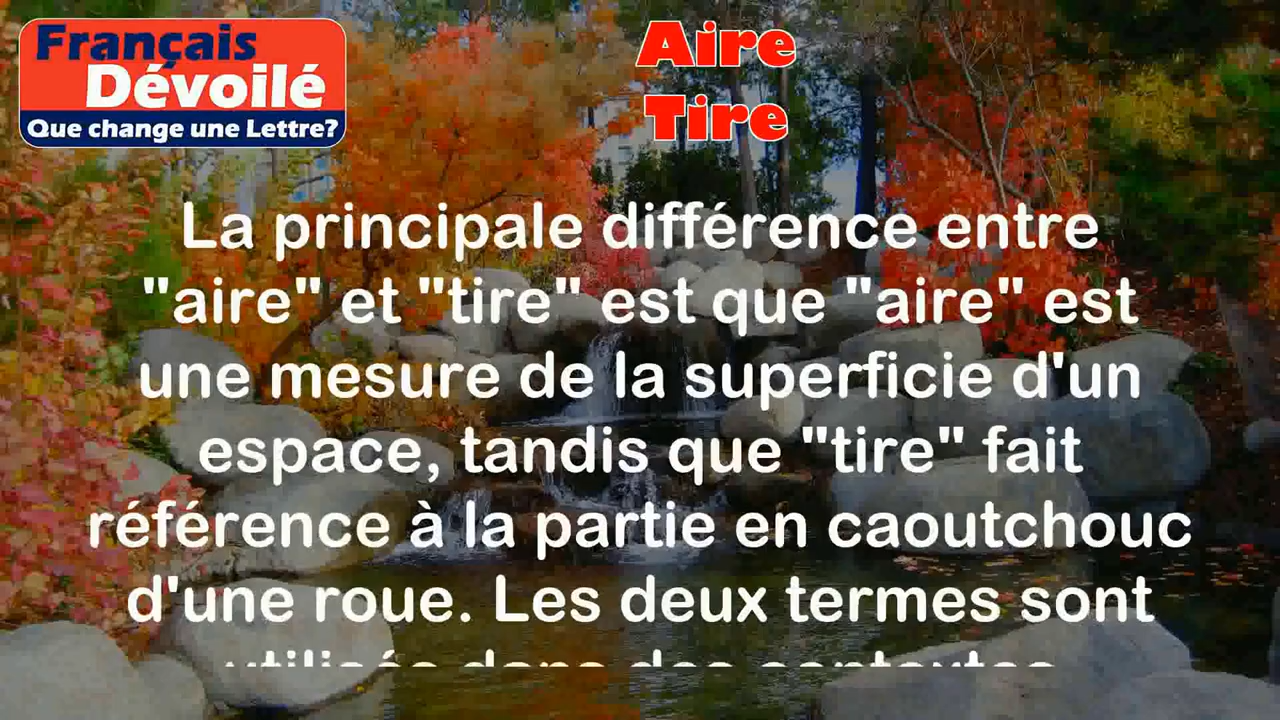 Français
Dévoilé
Que change une Lettre?
Aire
Tire
La principale différence entre
"aire" et "tire" est que "aire" est
une mesure de la superficie d'un
espace, tandis que "tire" fait
référence à la partie en caoutchouc
d'une roue. Les deux termes sont